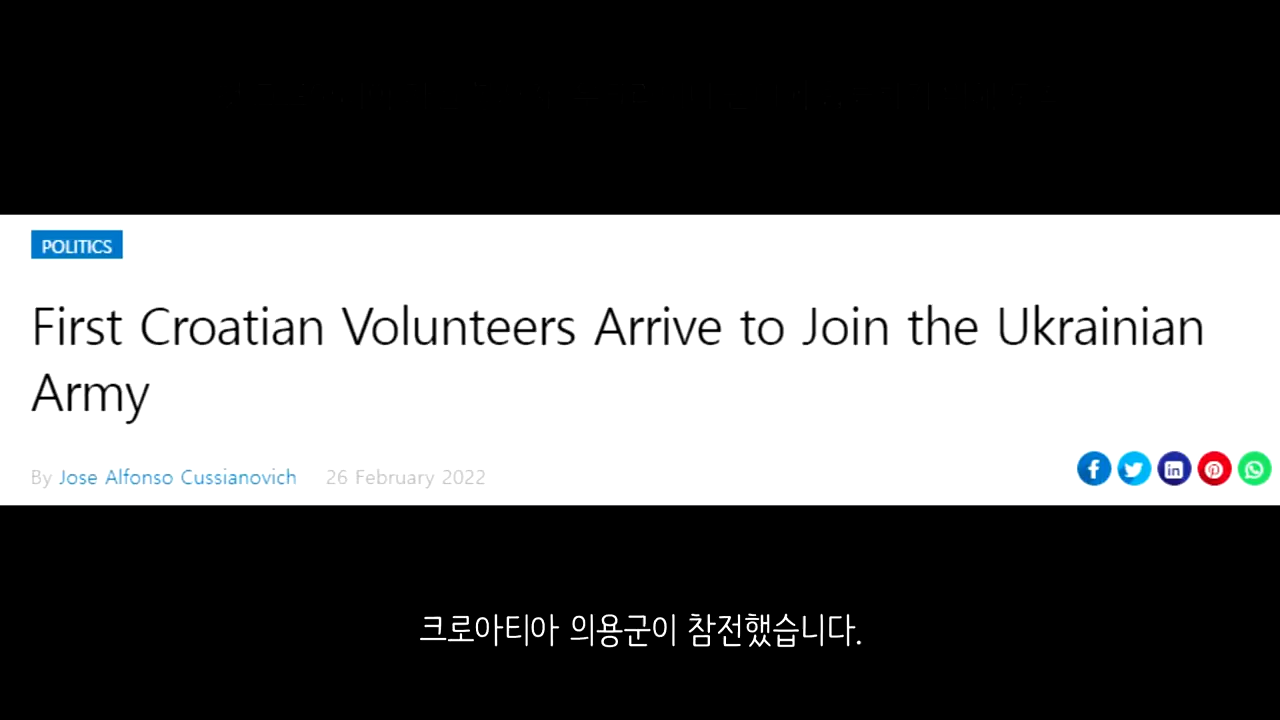 POLITICS
First Croatian Volunteers Arrive to Join the Ukrainian
Army
By Jose Alfonso Cussianovich 26 February 2022
크로아티아 의용군이 참전했습니다.